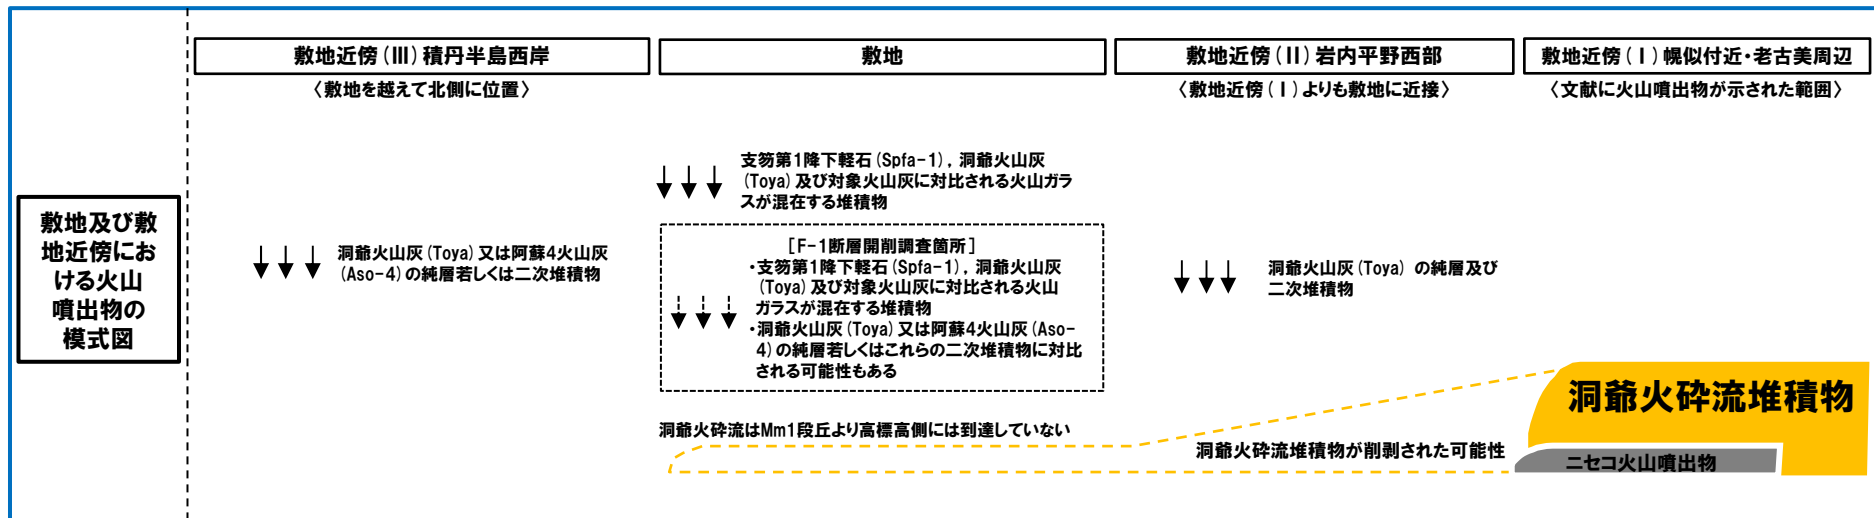 敷地及び敷
地近傍にお
ける火山
噴出物の
模式図
敷地近傍(Ⅲ)積丹半島西岸
〈敷地を越えて北側に位置〉
洞爺火山灰(Toya)又は阿蘇4火山灰
(Aso-4)の純層若しくは二次堆積物
敷地
支笏第1降下軽石(Spfa-1),洞爺火山灰
(Toya)及び対象火山灰に対比される火山ガラ
スが混在する堆積物
[F-1断層開削調査箇所]
・支笏第1降下軽石(Spfa-1),洞爺火山灰
(Toya)及び対象火山灰に対比される火山
ガラスが混在する堆積物
・洞爺火山灰(Toya)又は阿蘇4火山灰(Aso-
4)の純層若しくはこれらの二次堆積物に対比
される可能性もある
洞爺火砕流はMm1段丘より高標高側には到達していない
敷地近傍(Ⅱ)岩内平野西部
〈敷地近傍(Ⅰ)よりも敷地に近接〉
洞爺火山灰(Toya) の純層及び
二次堆積物
洞爺火砕流堆積物が削剥された可能性
敷地近傍(Ⅰ)幌似付近・老古美周辺
〈文献に火山噴出物が示された範囲〉
洞爺火砕流堆積物
ニセコ火山噴出物